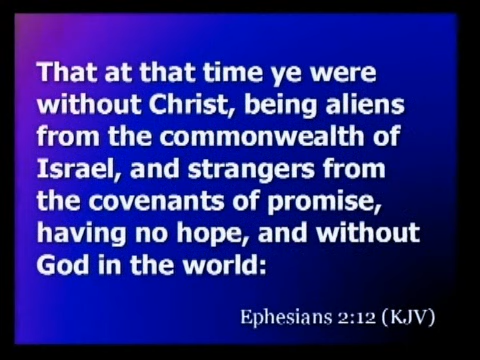 That at that time ye were
without Christ, being aliens
from the commonwealth of
Israel, and strangers from
the covenants of promise,
having no hope, and without
God in the world:
Ephesians 2:12 (KJV)